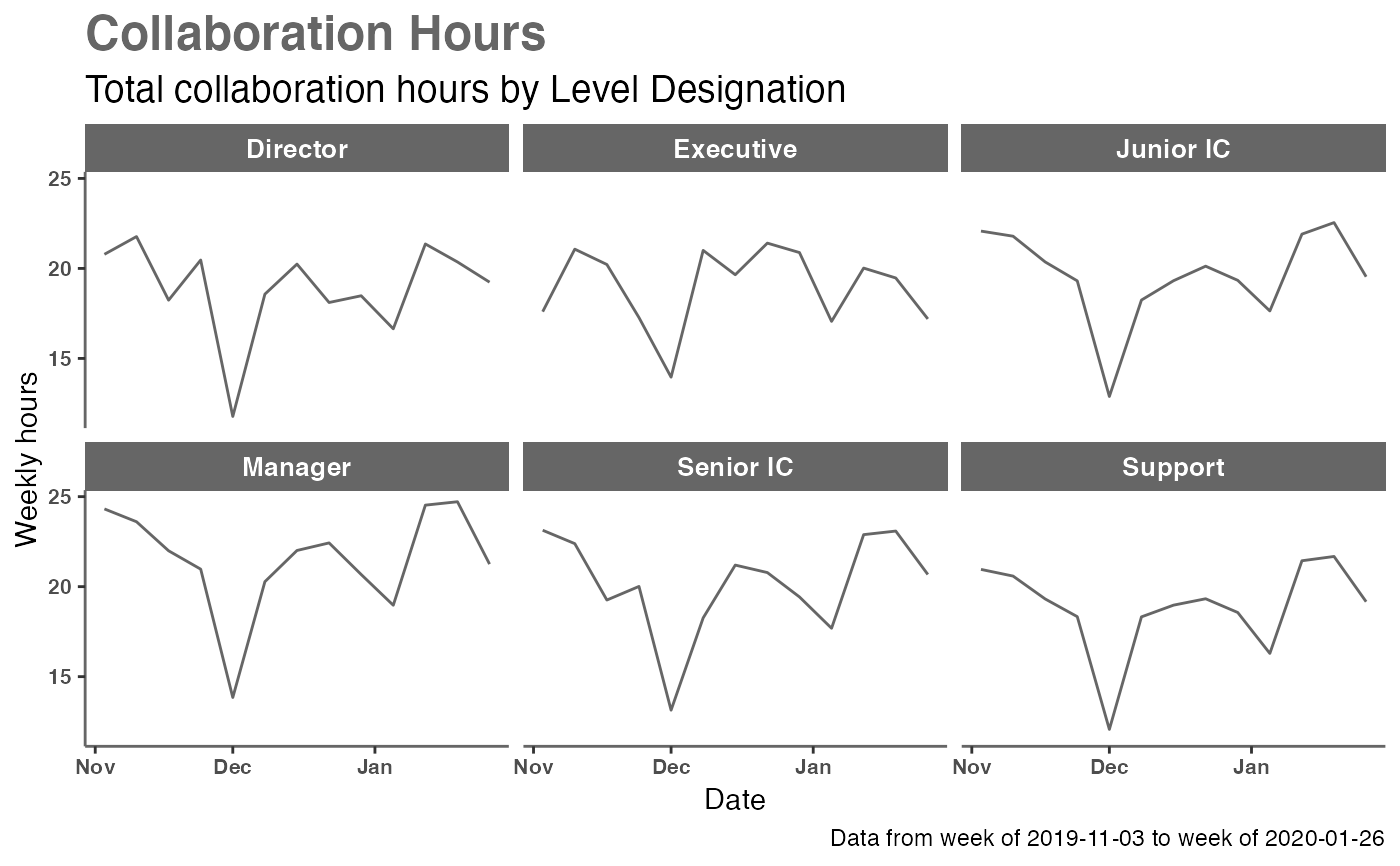 Collaboration Hours
Total collaboration hours by Level Designation
Director Executive Junior IC
25
20
15
Weekly hours
Manager Senior IC Support
25
20
15
Nov Dec Jan Nov Dec Jan Nov Dec Jan
Date
Data from week of 2019-11-03 to week of 2020-01-26